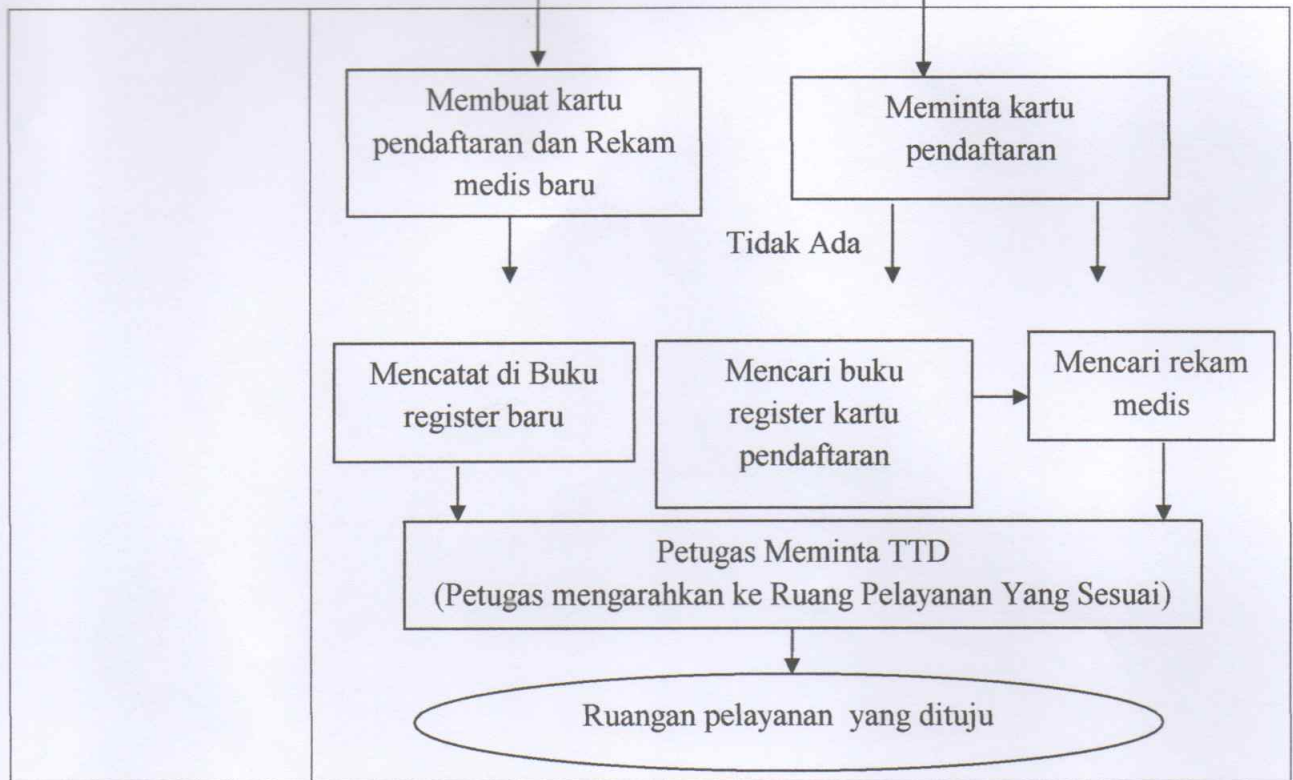 Membuat kartu
pendaftaran dan Rekam
medis baru
Meminta kartu
pendaftaran
Tidak Ada
Mencatat di Buku
register baru
Mencari buku
register kartu
pendaftaran
Mencari rekam
medis
Petugas Meminta TTD
(Petugas mengarahkan ke Ruang Pelayanan Yang Sesuai)
Ruangan pelayanan yang dituju